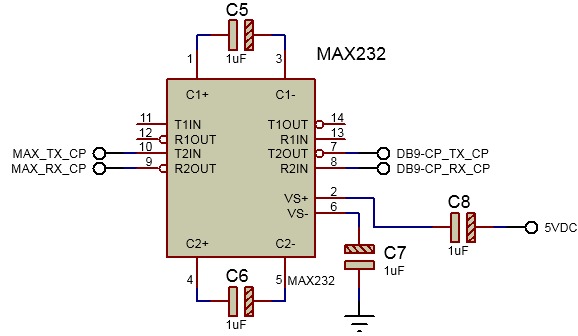 C5
1uF
MAX232
1
3
C1+
C1-
11
T1IN
T1OUT
14
12
R1OUT
R1IN
13
MAX_TX_CP
10
T2IN
T2OUT
7
DB9-CP_TX_CP
MAX_RX_CP
9
R2OUT
R2IN
8
DB9-CP_RX_CP
VS+
2
C8
VS-
6
5VDC
1uF
C2+
C2-
C7
1uF
4
C6
5
MAX232
1uF